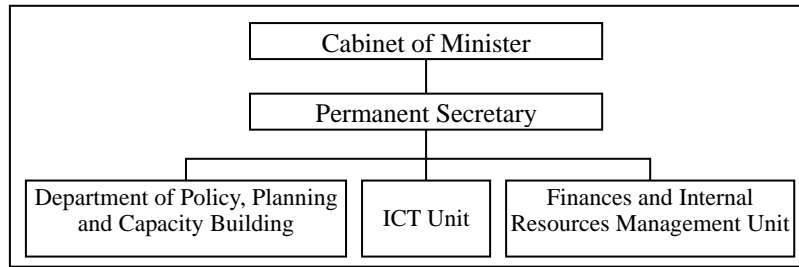 Cabinet of Minister
Permanent Secretary
Department of Policy, Planning
and Capacity Building
ICT Unit
Finances and Internal
Resources Management Unit